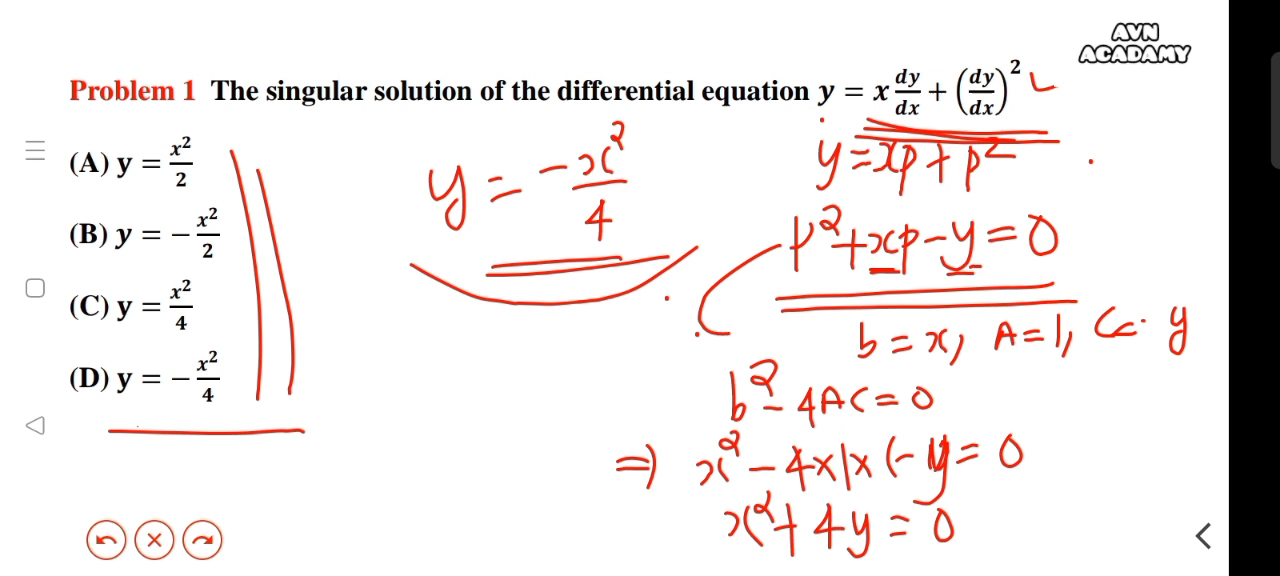 AVN
ACADAMY
Problem 1 The singular solution of the differential equation y = x dy/dx + (dy/dx)²
(A) y = x²/2
(B) y = − x²/2
(C) y = x²/4
(D) y = − x²/4
y = -x²/4
y = xp + p²
p² + xp - y = 0
b = x, A = 1, C = - y
b² - 4AC = 0
⇒ x² - 4 x 1 x (- y = 0
x² + 4y = 0